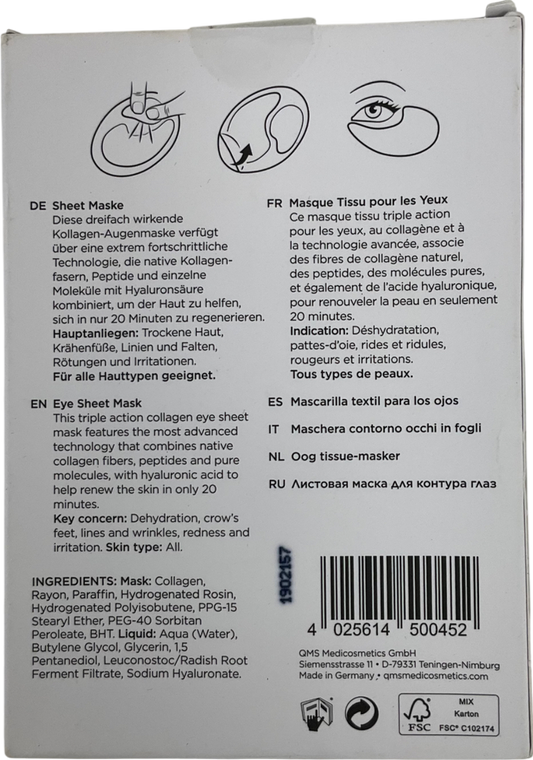 DE Sheet Maske
Diese dreifach wirkende
Kollagen-Augenmaske verfügt
über eine extrem fortschrittliche
Technologie, die native Kollagen-
fasern, Peptide und einzelne
Moleküle mit Hyaluronsäure
kombiniert, um der Haut zu helfen,
sich in nur 20 Minuten zu regenerieren.
Hauptanliegen: Trockene Haut,
Krähenfüße, Linien und Falten,
Rötungen und Irritationen.
Für alle Hauttypen geeignet.
EN Eye Sheet Mask
This triple action collagen eye sheet
mask features the most advanced
technology that combines native
collagen fibers, peptides and pure
molecules, with hyaluronic acid to
help renew the skin in only 20
minutes.
Key concern: Dehydration, crow's
feet, lines and wrinkles, redness and
irritation. Skin type: All.
INGREDIENTS: Mask: Collagen,
Rayon, Paraffin, Hydrogenated Rosin,
Hydrogenated Polyisobutene, PPG-15
Stearyl Ether, PEG-40 Sorbitan
Peroleate, BHT. Liquid: Aqua (Water),
Butylene Glycol, Glycerin, 1,5
Pentanediol, Leuconostoc/Radish Root
Ferment Filtrate, Sodium Hyaluronate.
FR Masque Tissu pour les Yeux
Ce masque tissu triple action
pour les yeux, au collagène et à
la technologie avancée, associe
des fibres de collagène naturel,
des peptides, des molécules pures,
et également de l'acide hyaluronique,
pour renouveler la peau en seulement
20 minutes.
Indication: Déshydratation,
pattes-d'oie, rides et ridules,
rougeurs et irritations.
Tous types de peaux.
ES Mascarilla textil para los ojos
IT Maschera contorno occhi in fogli
NL Oog tissue-masker
RU Листовая маска для контура глаз
1902157
4 025614 500452
QMS Medicosmetics GmbH
Siemensstrasse 11 • D-79331 Teningen-Nimburg
Made in Germany • qmsmedicosmetics.com
FSC
MIX
Karton
FSC® C102174